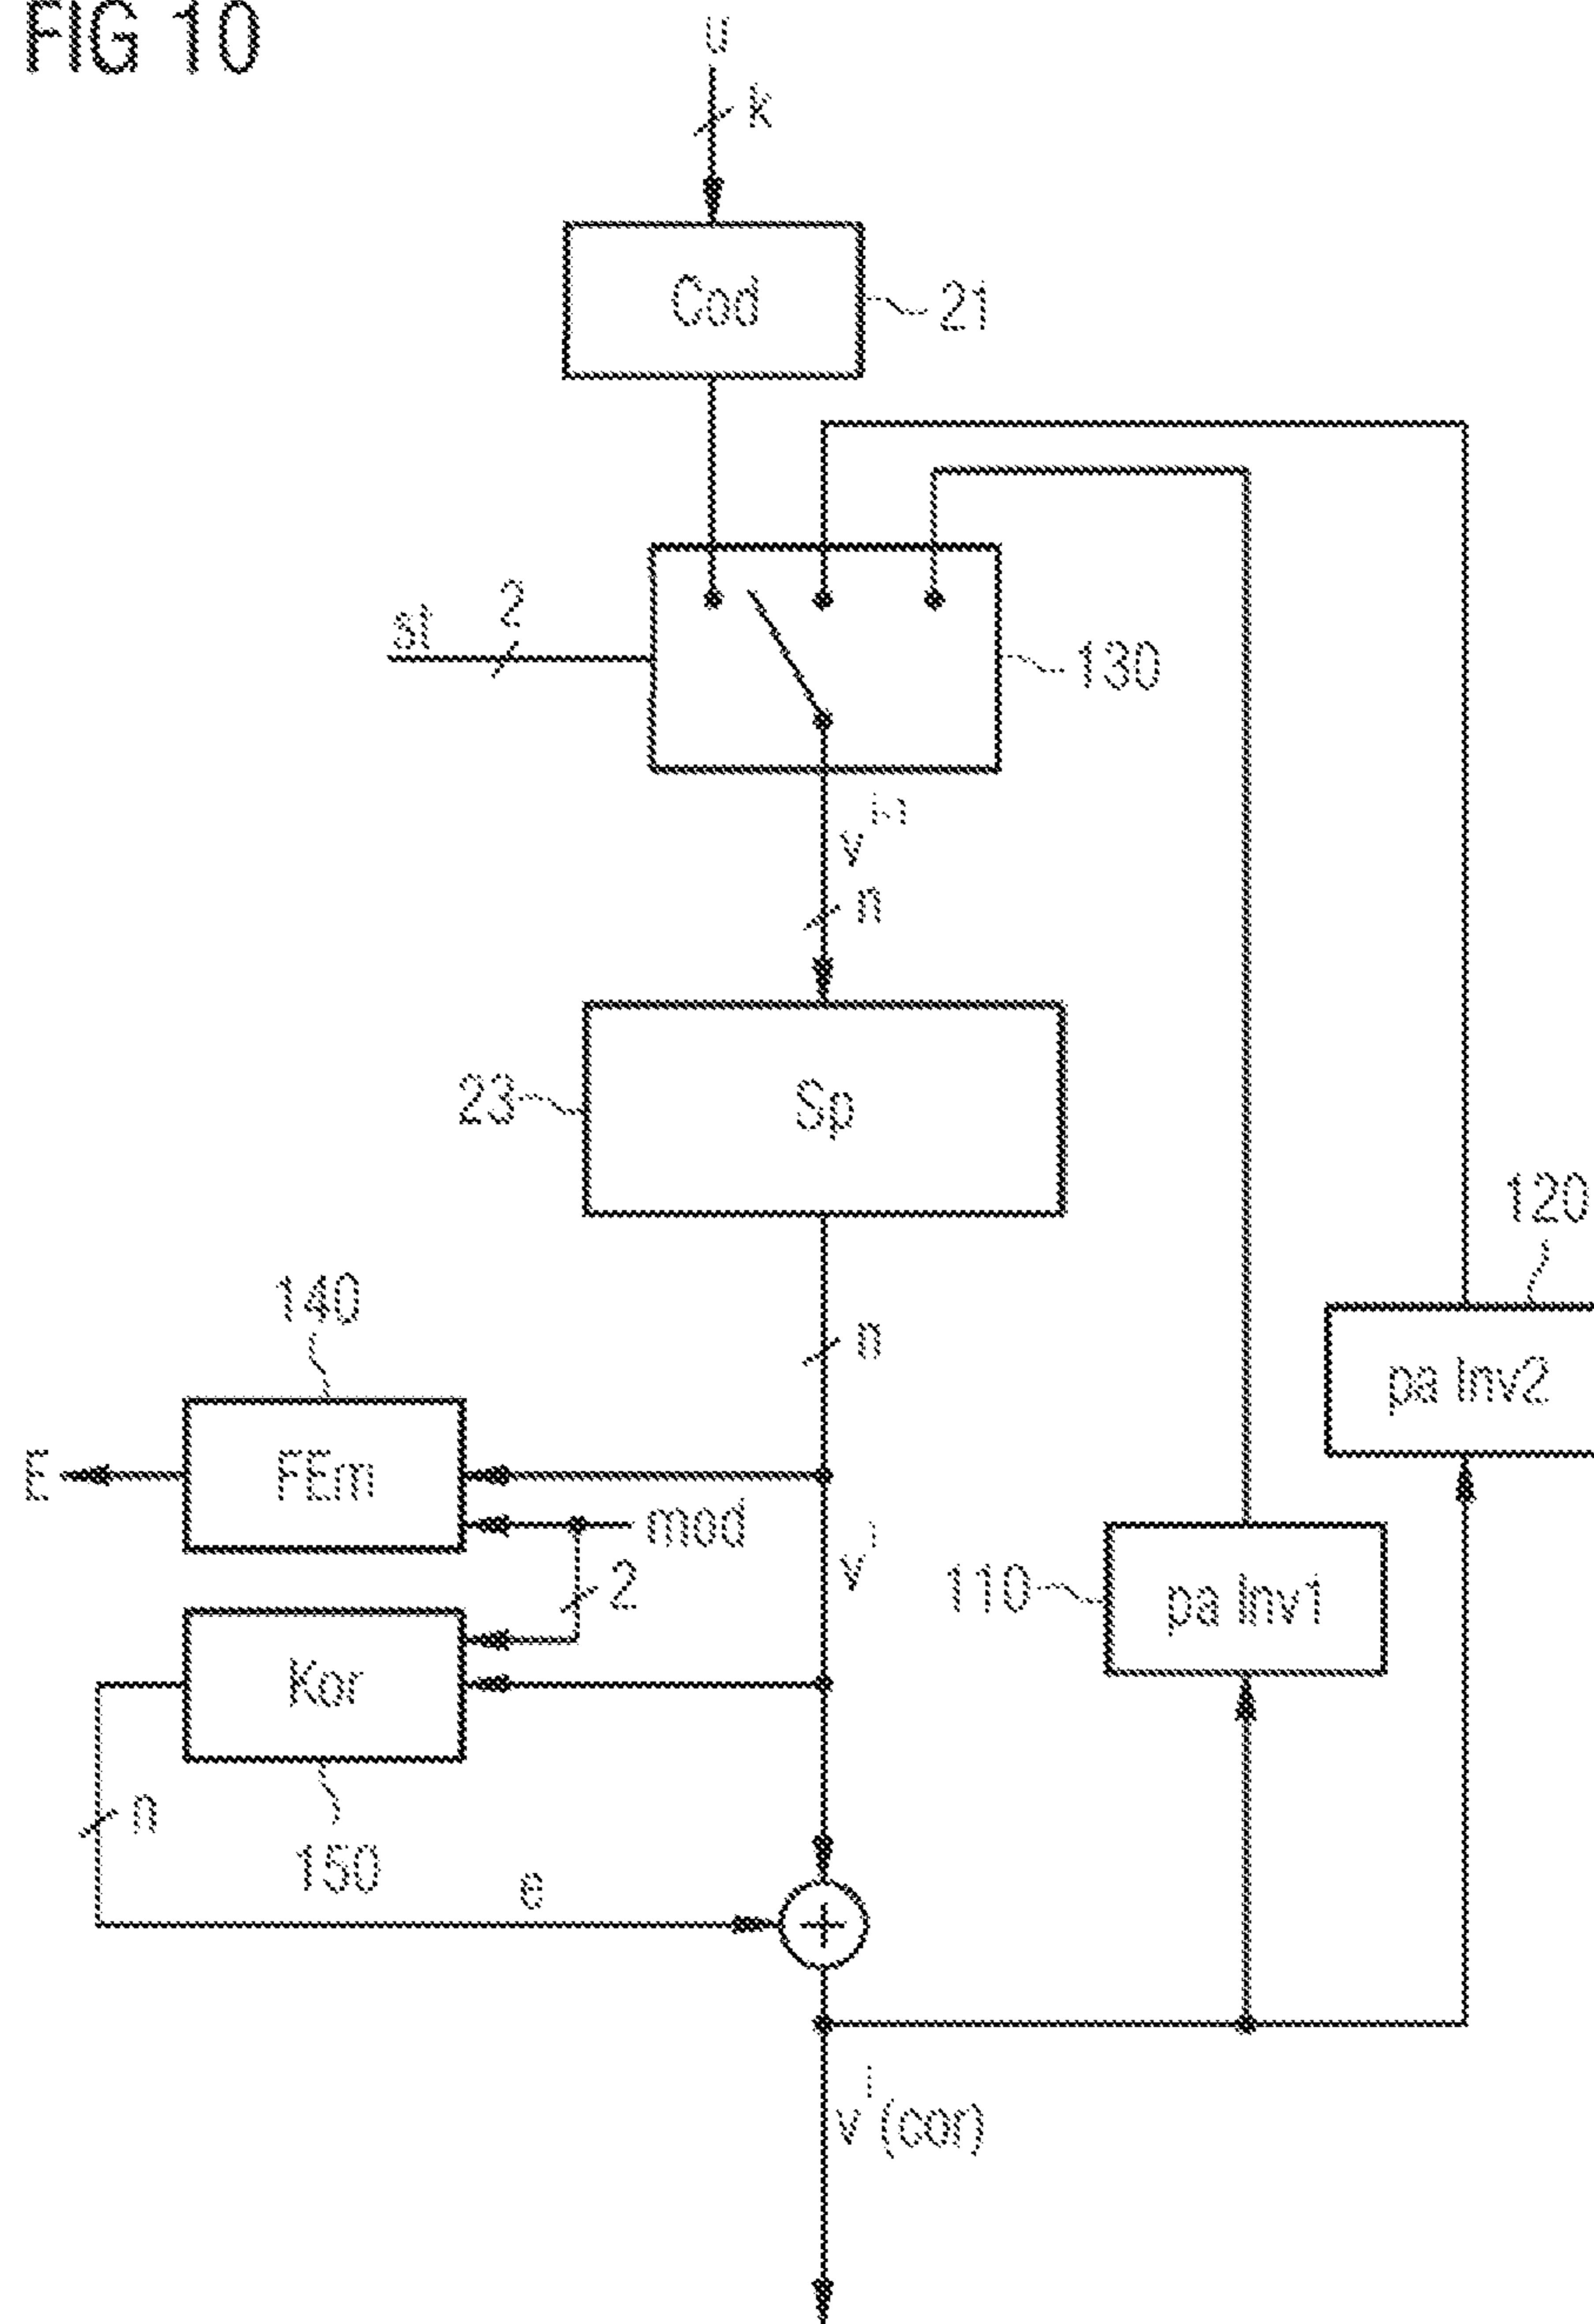 FIG 10
u
k
Cod
21
st
2
130
v
n
23
Sp
120
n
140
pa Inv2
E
FEm
mod
v i
2
110
pa Inv1
Kor
n
150
e
+
v i (cor)